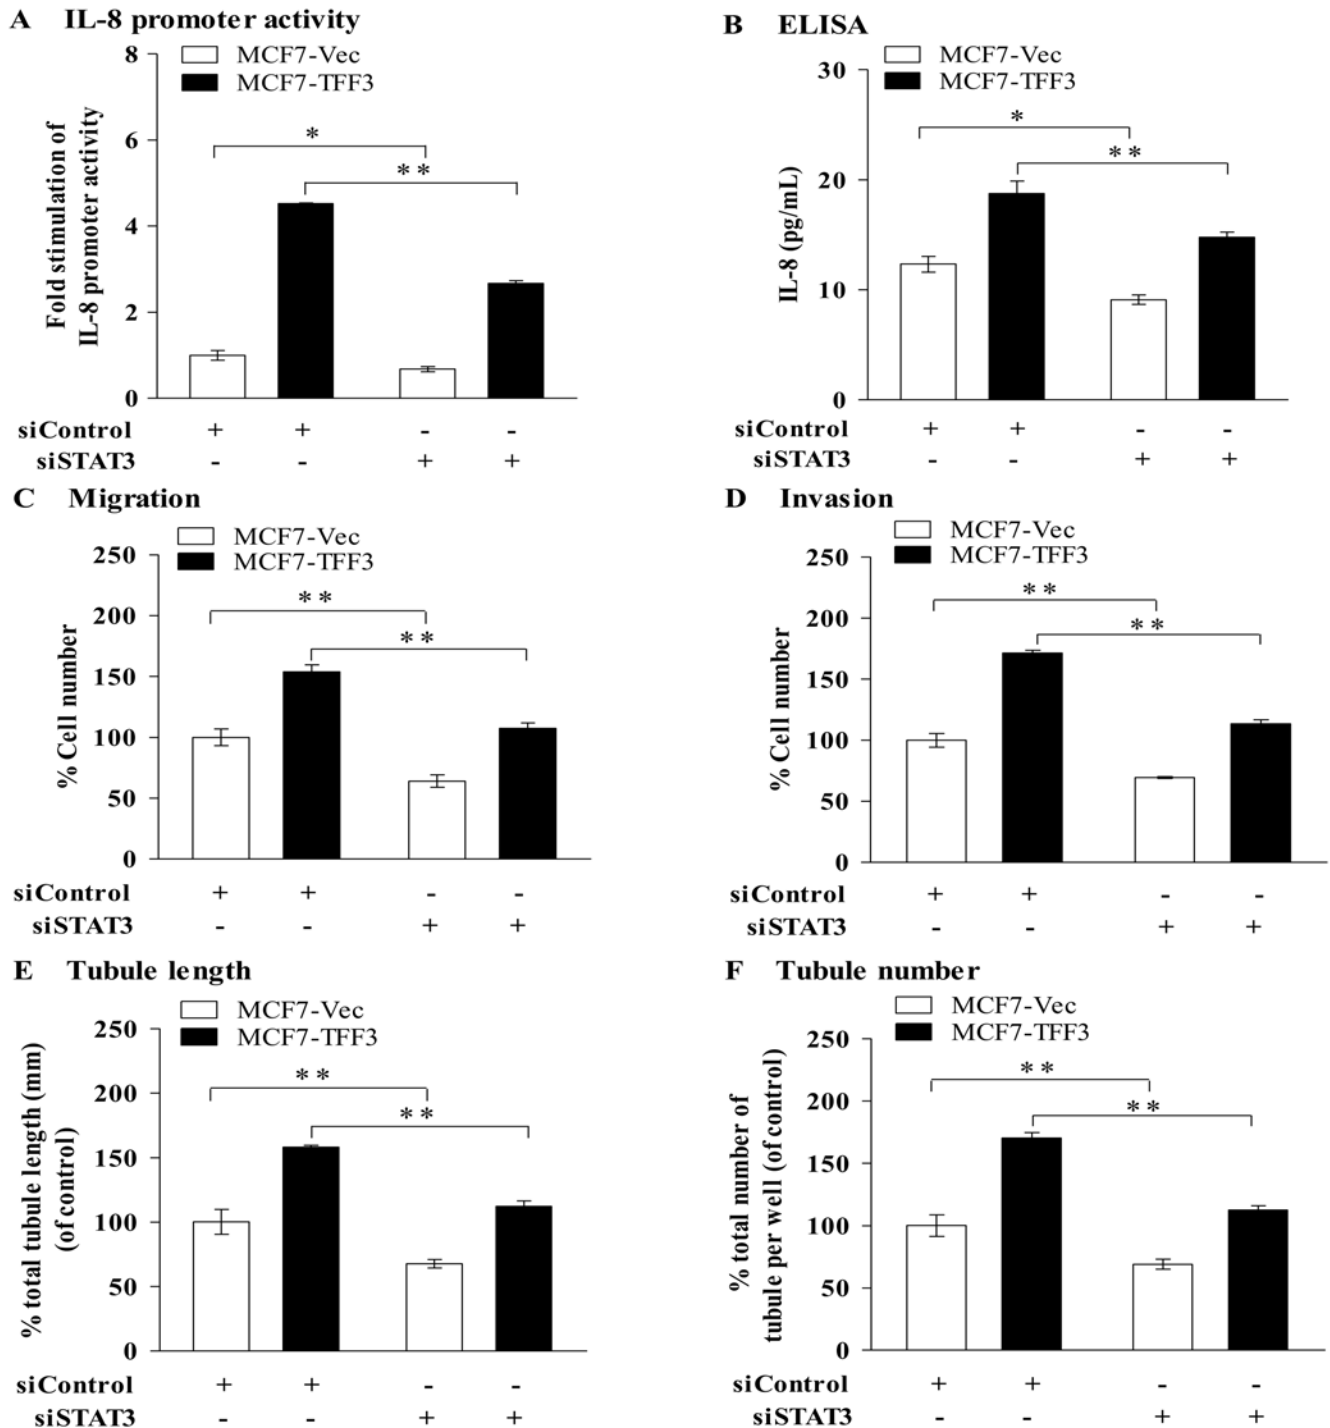 A IL-8 promoter activity
MCF7-Vec
MCF7-TFF3
Fold stimulation of
IL-8 promoter activity
8
6
4
2
0
*
**
siControl + + - -
siSTAT3 - - + +
B ELISA
MCF7-Vec
MCF7-TFF3
IL-8 (pg/mL)
30
20
10
0
*
**
siControl + + - -
siSTAT3 - - + +
C Migration
MCF7-Vec
MCF7-TFF3
% Cell number
250
200
150
100
50
0
**
**
siControl + + - -
siSTAT3 - - + +
D Invasion
MCF7-Vec
MCF7-TFF3
% Cell number
250
200
150
100
50
0
**
**
siControl + + - -
siSTAT3 - - + +
E Tubule length
MCF7-Vec
MCF7-TFF3
% total tubule length (mm)
(of control)
250
200
150
100
50
0
**
**
siControl + + - -
siSTAT3 - - + +
F Tubule number
MCF7-Vec
MCF7-TFF3
% total number of
tubule per well (of control)
250
200
150
100
50
0
**
**
siControl + + - -
siSTAT3 - - + +